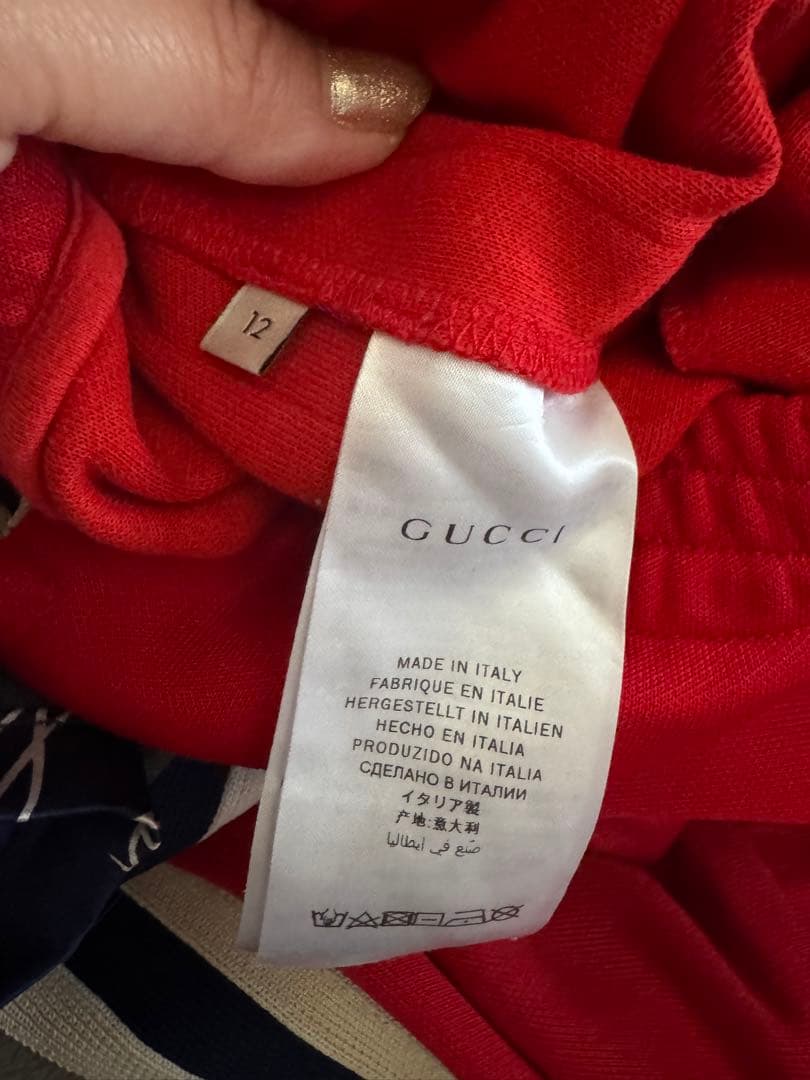 12
GUCCI
MADE IN ITALY
FABRIQUE EN ITALIE
HERGESTELLT IN ITALIEN
HECHO EN ITALIA
PRODUZIDO NA ITALIA
СДЕЛАНО В ИТАЛИИ
イタリア製
产地:意大利
صنع في ايطاليا